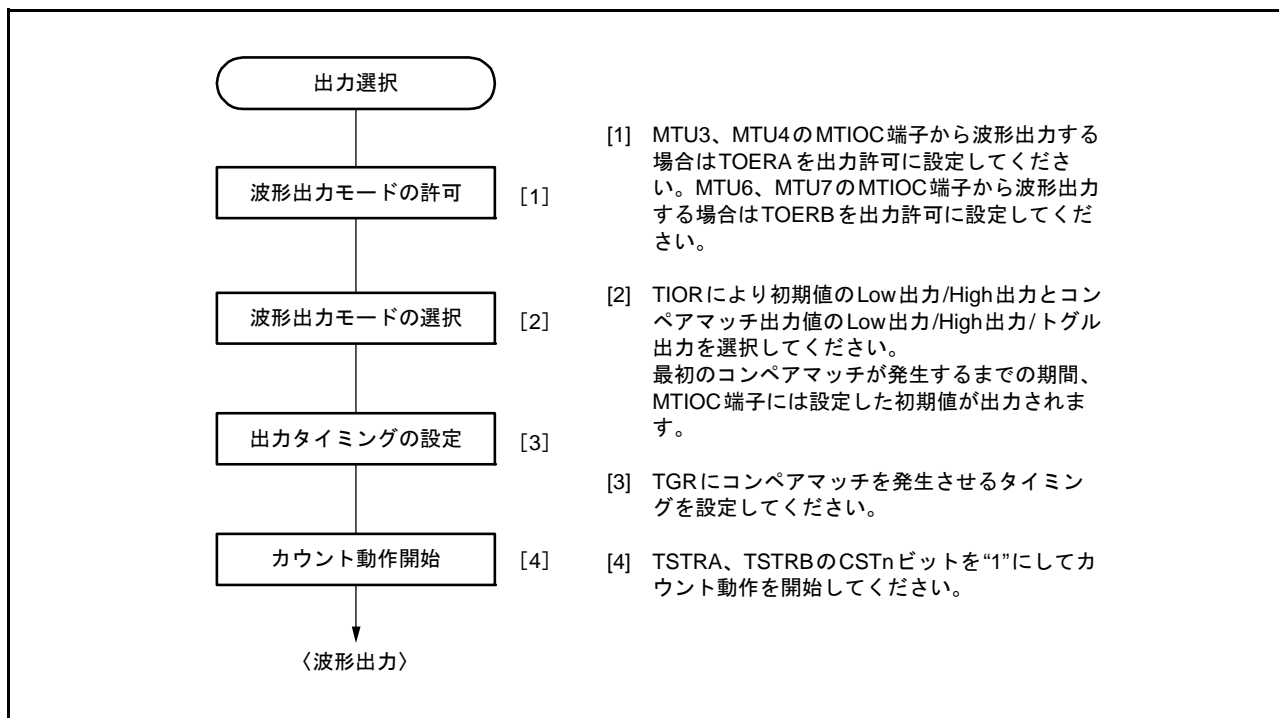 出力選択
波形出力モードの許可 [1]
波形出力モードの選択 [2]
出力タイミングの設定 [3]
カウント動作開始 [4]
〈波形出力〉
[1] MTU3、MTU4のMTIOC端子から波形出力する
場合はTOERAを出力許可に設定してくださ
い。MTU6、MTU7のMTIOC端子から波形出力
する場合はTOERBを出力許可に設定してくだ
さい。
[2] TIORにより初期値のLow出力/High出力とコン
ペアマッチ出力値のLow出力/High出力/トグル
出力を選択してください。
最初のコンペアマッチが発生するまでの期間、
MTIOC端子には設定した初期値が出力されま
す。
[3] TGRにコンペアマッチを発生させるタイミン
グを設定してください。
[4] TSTRA、TSTRBのCSTnビットを“1”にしてカ
ウント動作を開始してください。